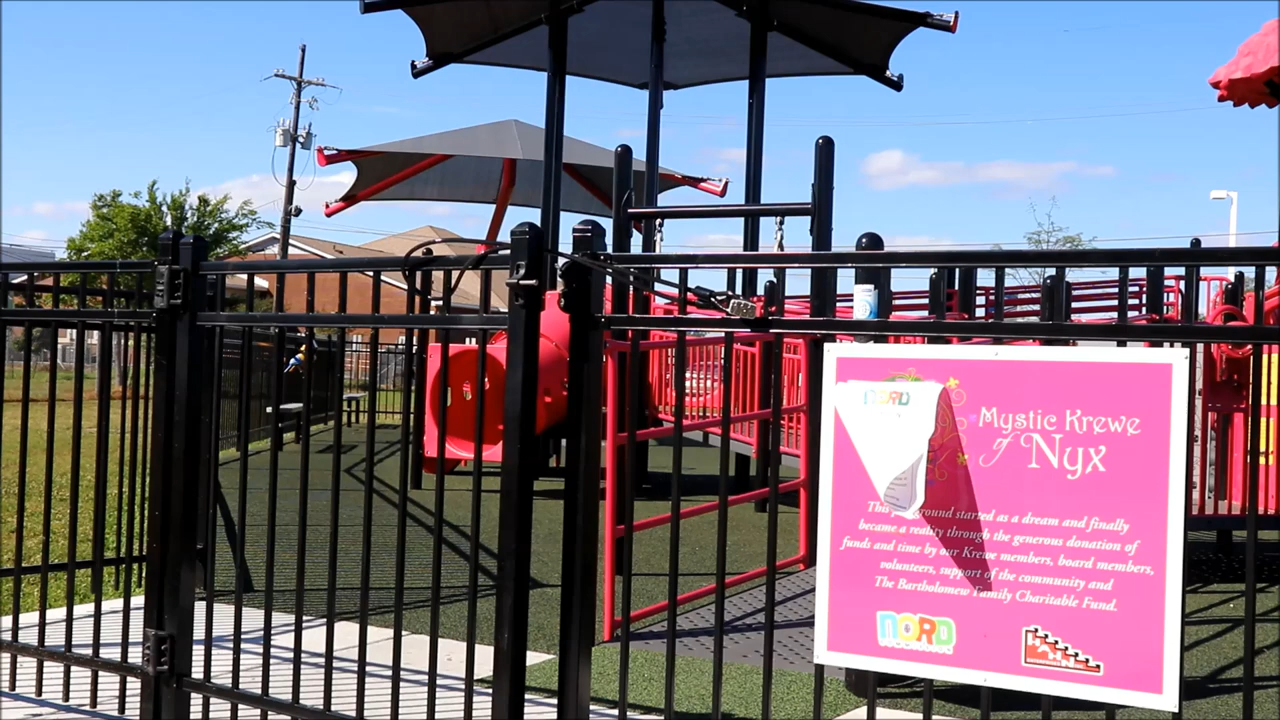 NORD
Mystic Krewe
of Nyx
This playground started as a dream and finally
became a reality through the generous donation of
funds and time by our Krewe members, board members,
volunteers, support of the community and
The Bartholomew Family Charitable Fund.
NORD